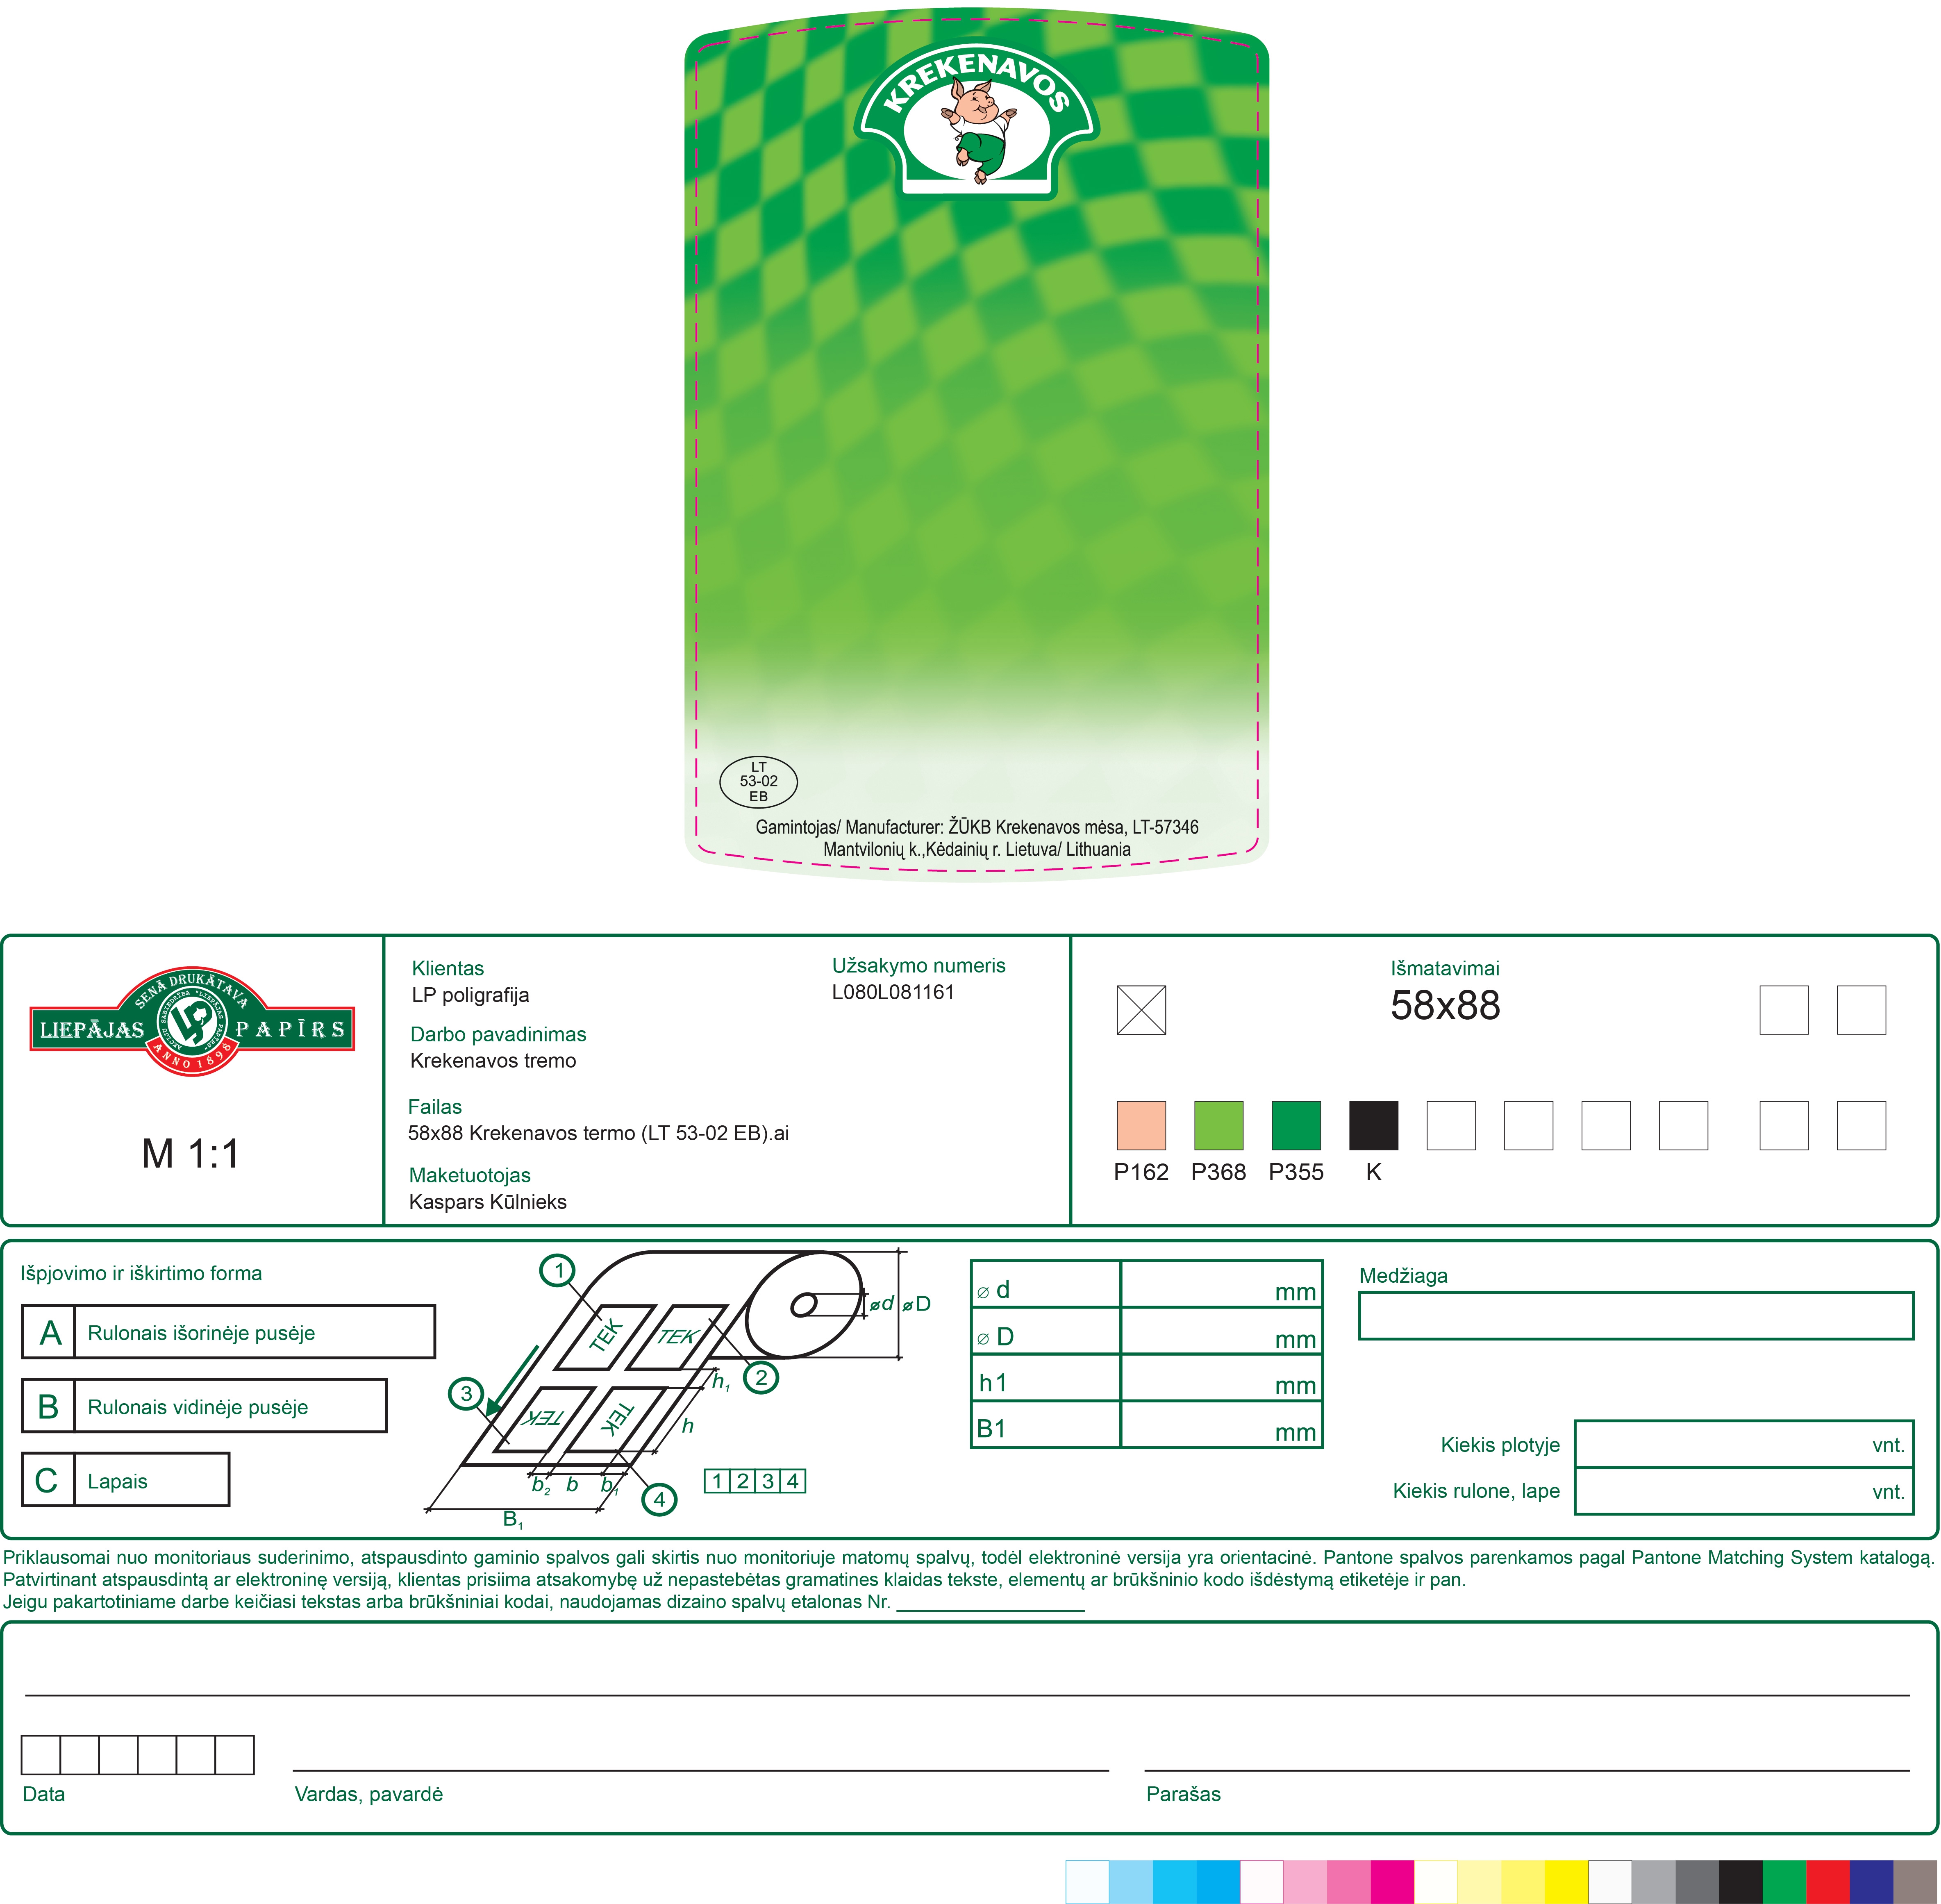 KREKENAVOS
LT
53-02
EB
Gamintojas/ Manufacturer: ŽŪKB Krekenavos mėsa, LT-57346
Mantvilonių k.,Kėdainių r. Lietuva/ Lithuania
SENĀ DRUKĀTAVA
LIEPĀJAS PAPĪRS
AKCIJU SABIEDRĪBA "LIEPĀJAS PAPĪRS"
LP
ANNO 1898
M 1:1
Klientas
LP poligrafija
Užsakymo numeris
L080L081161
Darbo pavadinimas
Krekenavos tremo
Failas
58x88 Krekenavos termo (LT 53-02 EB).ai
Maketuotojas
Kaspars Kūlnieks
Išmatavimai
58x88
P162 P368 P355 K
Išpjovimo ir iškirtimo forma
A Rulonais išorinėje pusėje
B Rulonais vidinėje pusėje
C Lapais
1
TEK TEK
2
3
TEK TEK
4
ød øD
h1
h
b2 b b1
B1
1 2 3 4
ø d mm
ø D mm
h1 mm
B1 mm
Medžiaga
Kiekis plotyje vnt.
Kiekis rulone, lape vnt.
Priklausomai nuo monitoriaus suderinimo, atspausdinto gaminio spalvos gali skirtis nuo monitoriuje matomų spalvų, todėl elektroninė versija yra orientacinė. Pantone spalvos parenkamos pagal Pantone Matching System katalogą.
Patvirtinant atspausdintą ar elektroninę versiją, klientas prisiima atsakomybę už nepastebėtas gramatines klaidas tekste, elementų ar brūkšninio kodo išdėstymą etiketėje ir pan.
Jeigu pakartotiniame darbe keičiasi tekstas arba brūkšniniai kodai, naudojamas dizaino spalvų etalonas Nr. __________________
Data
Vardas, pavardė
Parašas